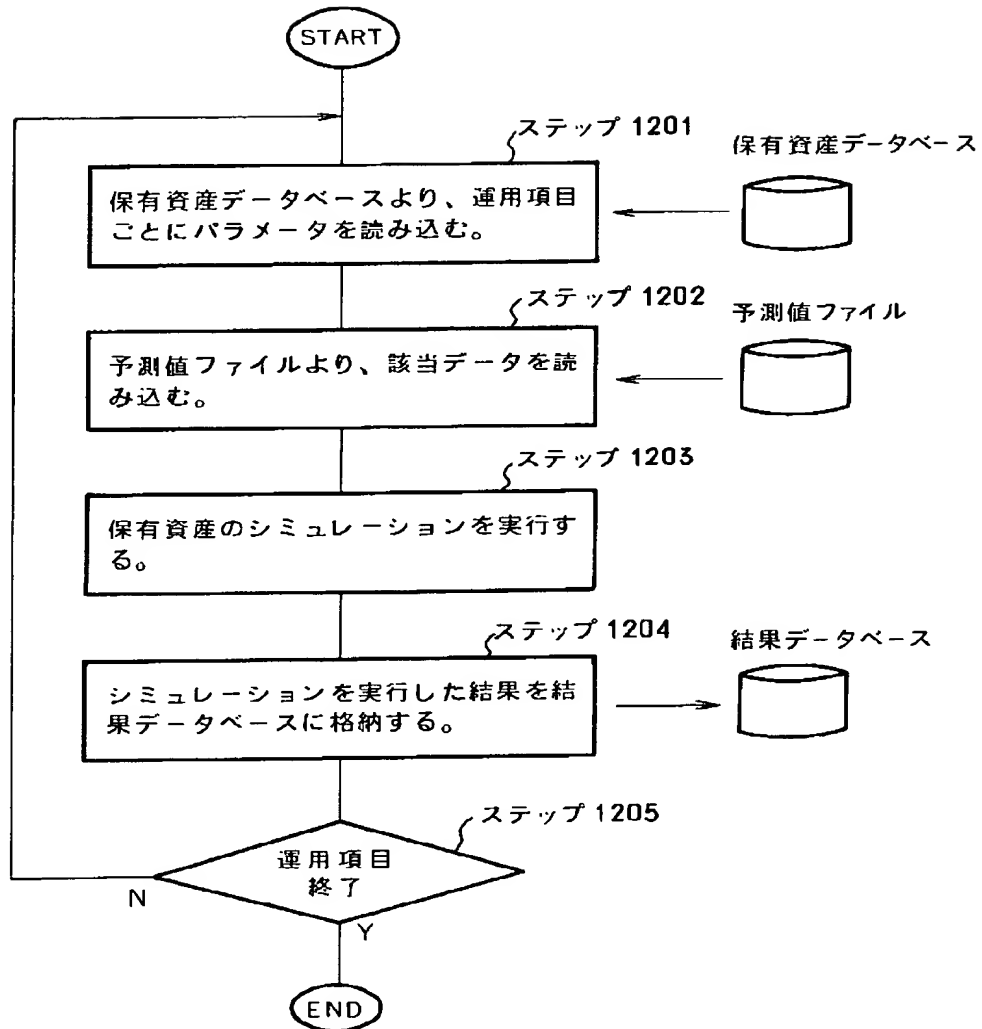 START
ステップ 1201
保有資産データベース
保有資産データベースより、運用項目
ごとにパラメータを読み込む。
ステップ 1202
予測値ファイル
予測値ファイルより、該当データを読
み込む。
ステップ 1203
保有資産のシミュレーションを実行す
る。
ステップ 1204
結果データベース
シミュレーションを実行した結果を結
果データベースに格納する。
ステップ 1205
運用項目
終了
N
Y
END